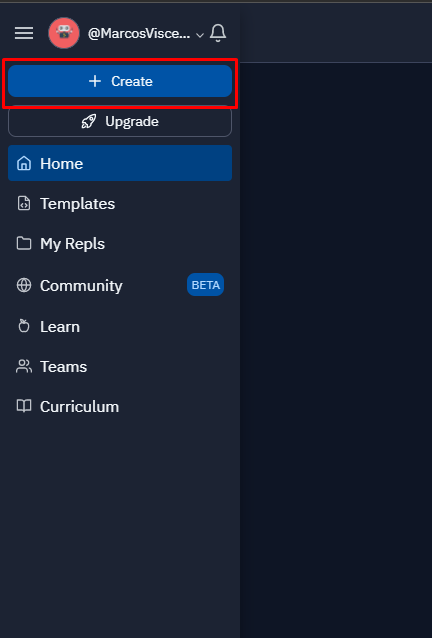 @MarcosVisce...
+ Create
Upgrade
Home
Templates
My Repls
Community BETA
Learn
Teams
Curriculum